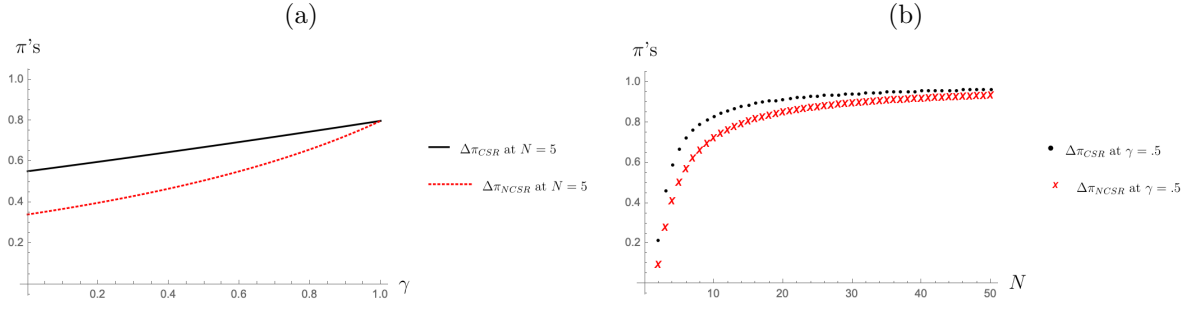 (a)
π's
1.0
0.8
0.6
0.4
0.2
0.2 0.4 0.6 0.8 1.0 γ
Δπ_CSR at N = 5
Δπ_NCSR at N = 5
(b)
π's
1.0
0.8
0.6
0.4
0.2
10 20 30 40 50 N
Δπ_CSR at γ = .5
Δπ_NCSR at γ = .5